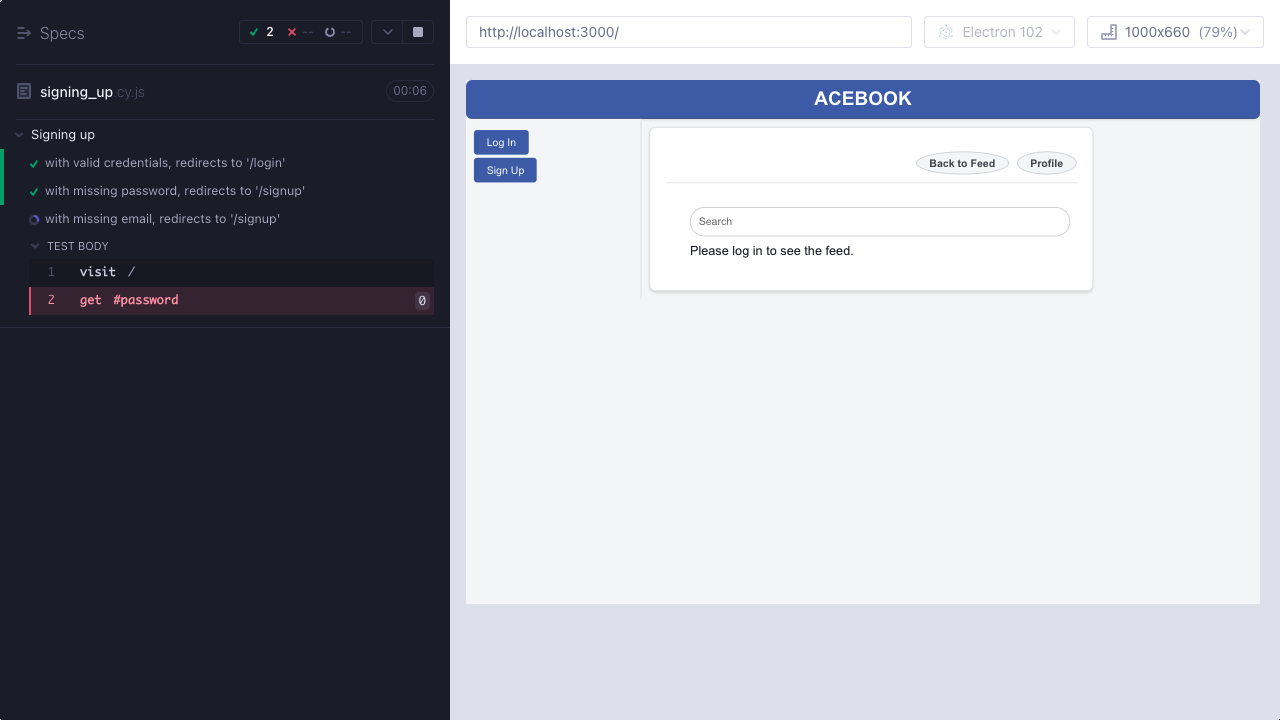 Specs
2 -- --
signing_up.cy.js 00:06
Signing up
with valid credentials, redirects to '/login'
with missing password, redirects to '/signup'
with missing email, redirects to '/signup'
TEST BODY
1 visit /
2 get #password 0
http://localhost:3000/
Electron 102
1000x660 (79%)
ACEBOOK
Log In
Sign Up
Back to Feed
Profile
Search
Please log in to see the feed.